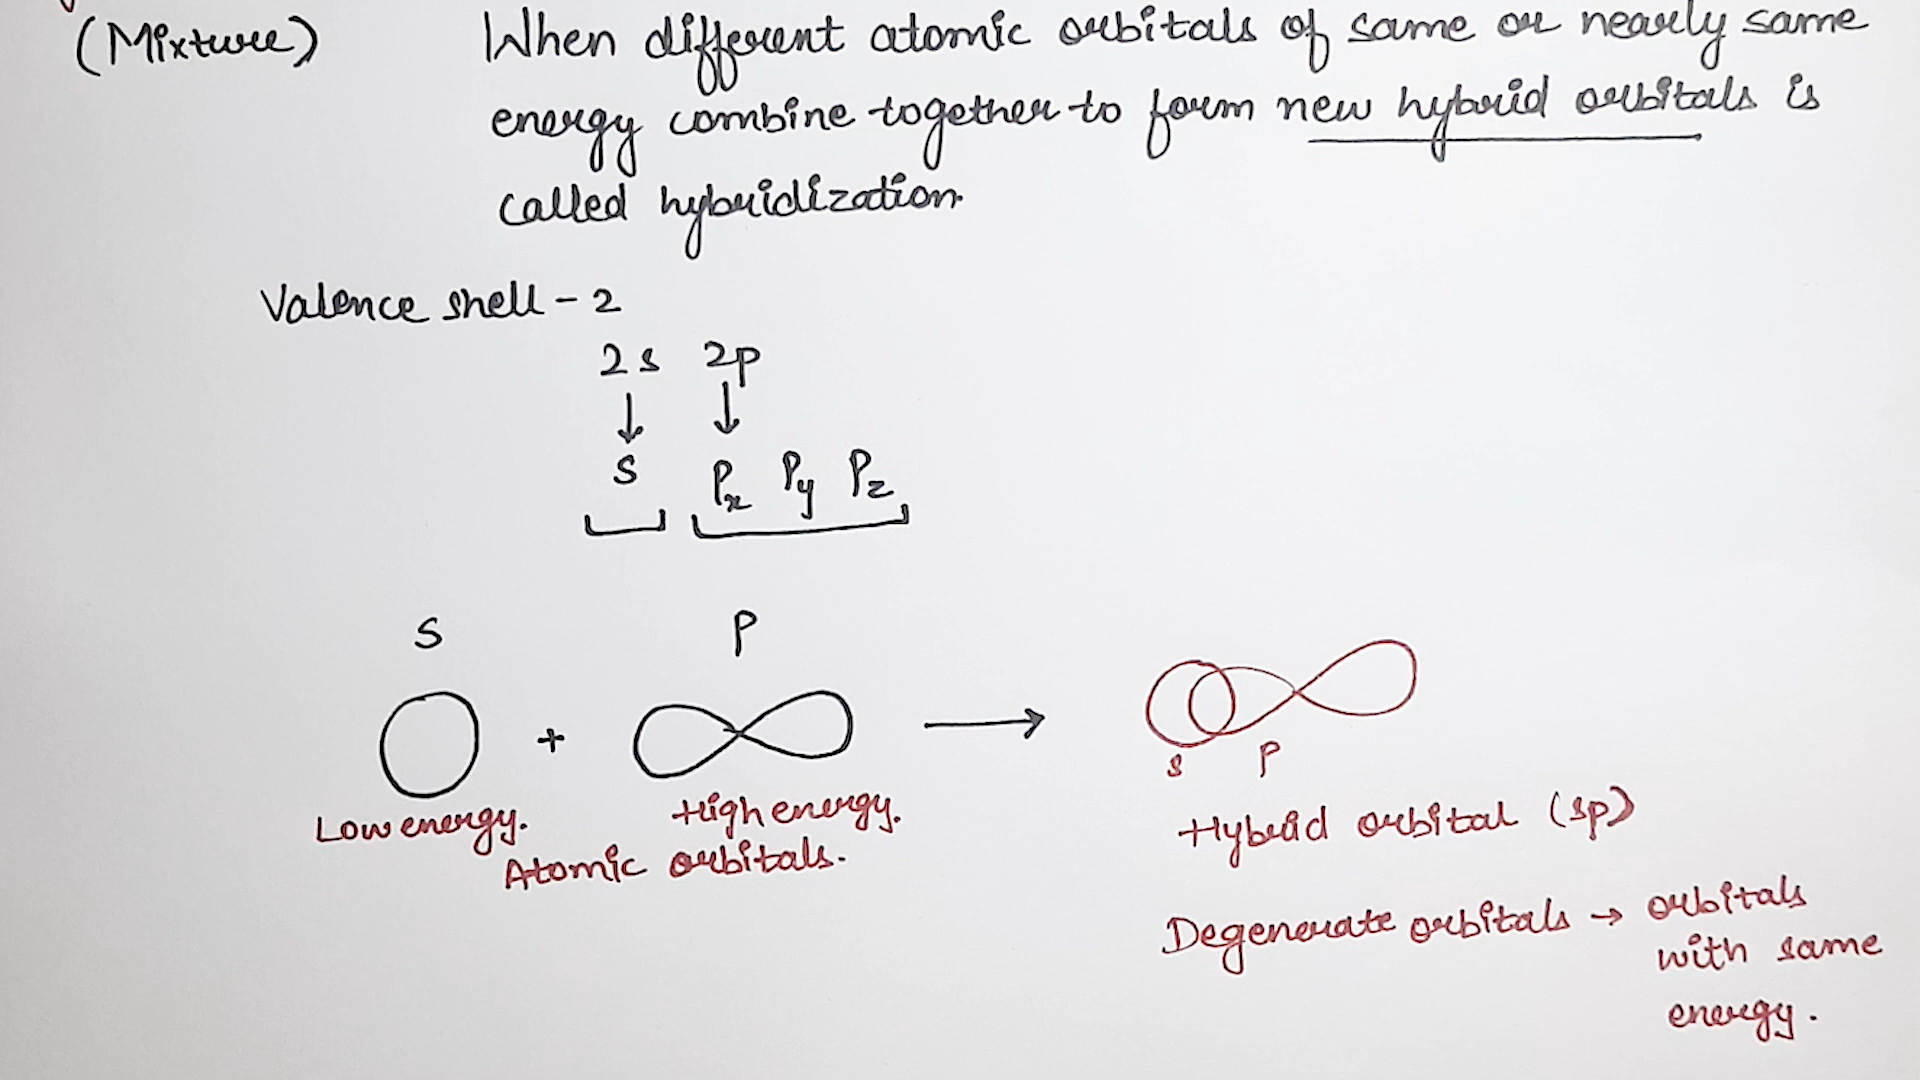 (Mixture) When different atomic orbitals of same or nearly same
energy combine together to form new hybrid orbitals is
called hybridization.
Valence shell - 2
2s 2p
↓ ↓
s Px Py Pz
s P
+ →
s P
Low energy. High energy.
Atomic orbitals.
Hybrid orbital (sp)
Degenerate orbitals → orbitals
with same
energy.